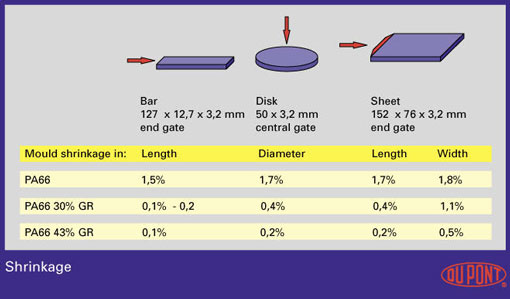 Bar Disk Sheet
127 x 12,7 x 3,2 mm 50 x 3,2 mm 152 x 76 x 3,2 mm
end gate central gate end gate
Mould shrinkage in: Length Diameter Length Width
PA66 1,5% 1,7% 1,7% 1,8%
PA66 30% GR 0,1% - 0,2 0,4% 0,4% 1,1%
PA66 43% GR 0,1% 0,2% 0,2% 0,5%
Shrinkage
DU PONT